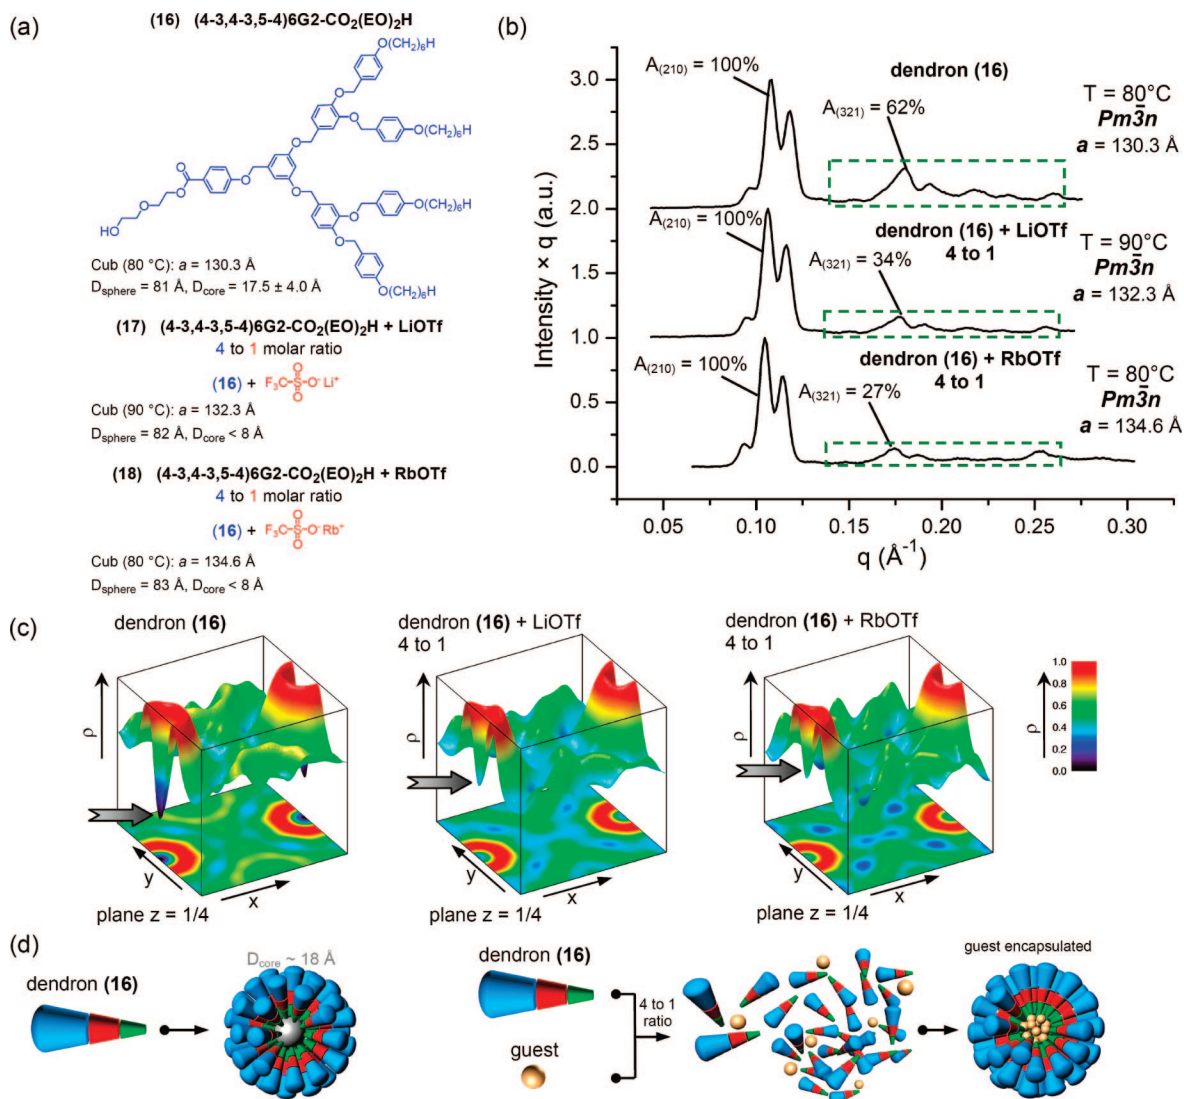 (a)
(16) (4-3,4-3,5-4)6G2-CO₂(EO)₂H
O(CH₂)₆H
O
O
O
O(CH₂)₆H
O
O
O
O
O
O
O
HO
O
O
O(CH₂)₆H
O
O(CH₂)₆H
Cub (80 °C): a = 130.3 Å
D_sphere = 81 Å, D_core = 17.5 ± 4.0 Å
(17) (4-3,4-3,5-4)6G2-CO₂(EO)₂H + LiOTf
4 to 1 molar ratio
(16) + F₃C-S-O⁻ Li⁺
O
O
Cub (90 °C): a = 132.3 Å
D_sphere = 82 Å, D_core < 8 Å
(18) (4-3,4-3,5-4)6G2-CO₂(EO)₂H + RbOTf
4 to 1 molar ratio
(16) + F₃C-S-O⁻ Rb⁺
O
O
Cub (80 °C): a = 134.6 Å
D_sphere = 83 Å, D_core < 8 Å
(b)
A(210) = 100%
dendron (16)
A(321) = 62%
T = 80°C
Pm3̄n
a = 130.3 Å
A(210) = 100%
dendron (16) + LiOTf
4 to 1
A(321) = 34%
T = 90°C
Pm3̄n
a = 132.3 Å
A(210) = 100%
dendron (16) + RbOTf
4 to 1
A(321) = 27%
T = 80°C
Pm3̄n
a = 134.6 Å
Intensity × q (a.u.)
3.0
2.5
2.0
1.5
1.0
0.5
0.0
0.05 0.10 0.15 0.20 0.25 0.30
q (Å⁻¹)
(c)
dendron (16)
ρ
y
x
plane z = 1/4
dendron (16) + LiOTf
4 to 1
ρ
y
x
plane z = 1/4
dendron (16) + RbOTf
4 to 1
ρ
y
x
plane z = 1/4
ρ
1.0
0.8
0.6
0.4
0.2
0.0
(d)
dendron (16)
D_core ~ 18 Å
dendron (16)
guest
4 to 1
ratio
guest encapsulated